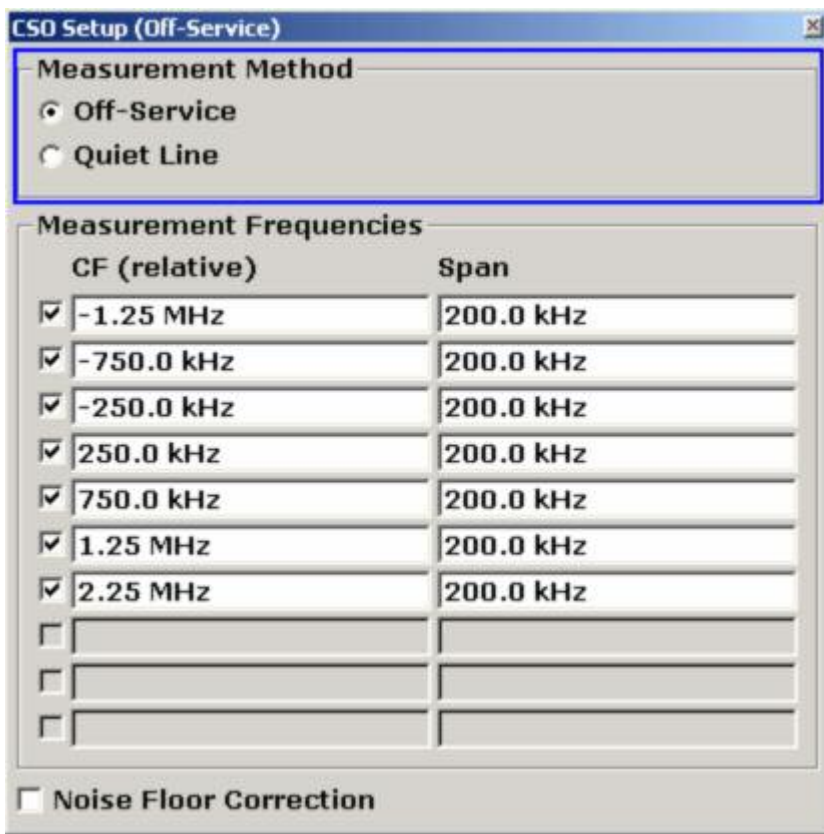 CSO Setup (Off-Service)
Measurement Method
Off-Service
Quiet Line
Measurement Frequencies
CF (relative) Span
-1.25 MHz 200.0 kHz
-750.0 kHz 200.0 kHz
-250.0 kHz 200.0 kHz
250.0 kHz 200.0 kHz
750.0 kHz 200.0 kHz
1.25 MHz 200.0 kHz
2.25 MHz 200.0 kHz
Noise Floor Correction